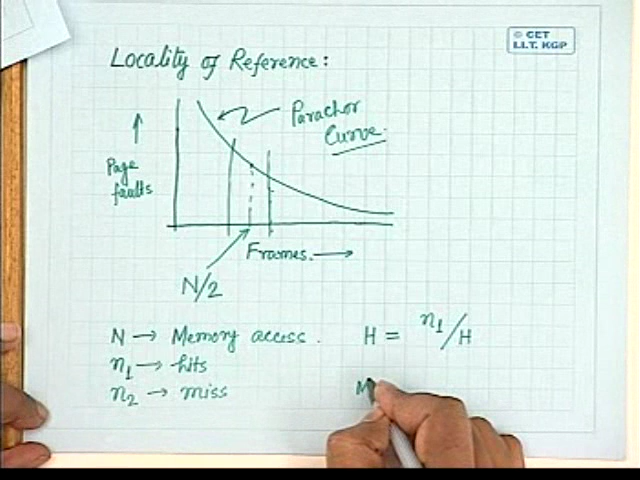 © CET
I.I.T. KGP
Locality of Reference:
Parachor
Curve.
Page
faults
Frames.
N/2
N → Memory access.
H = n1/H
n1 → hits
n2 → miss
M